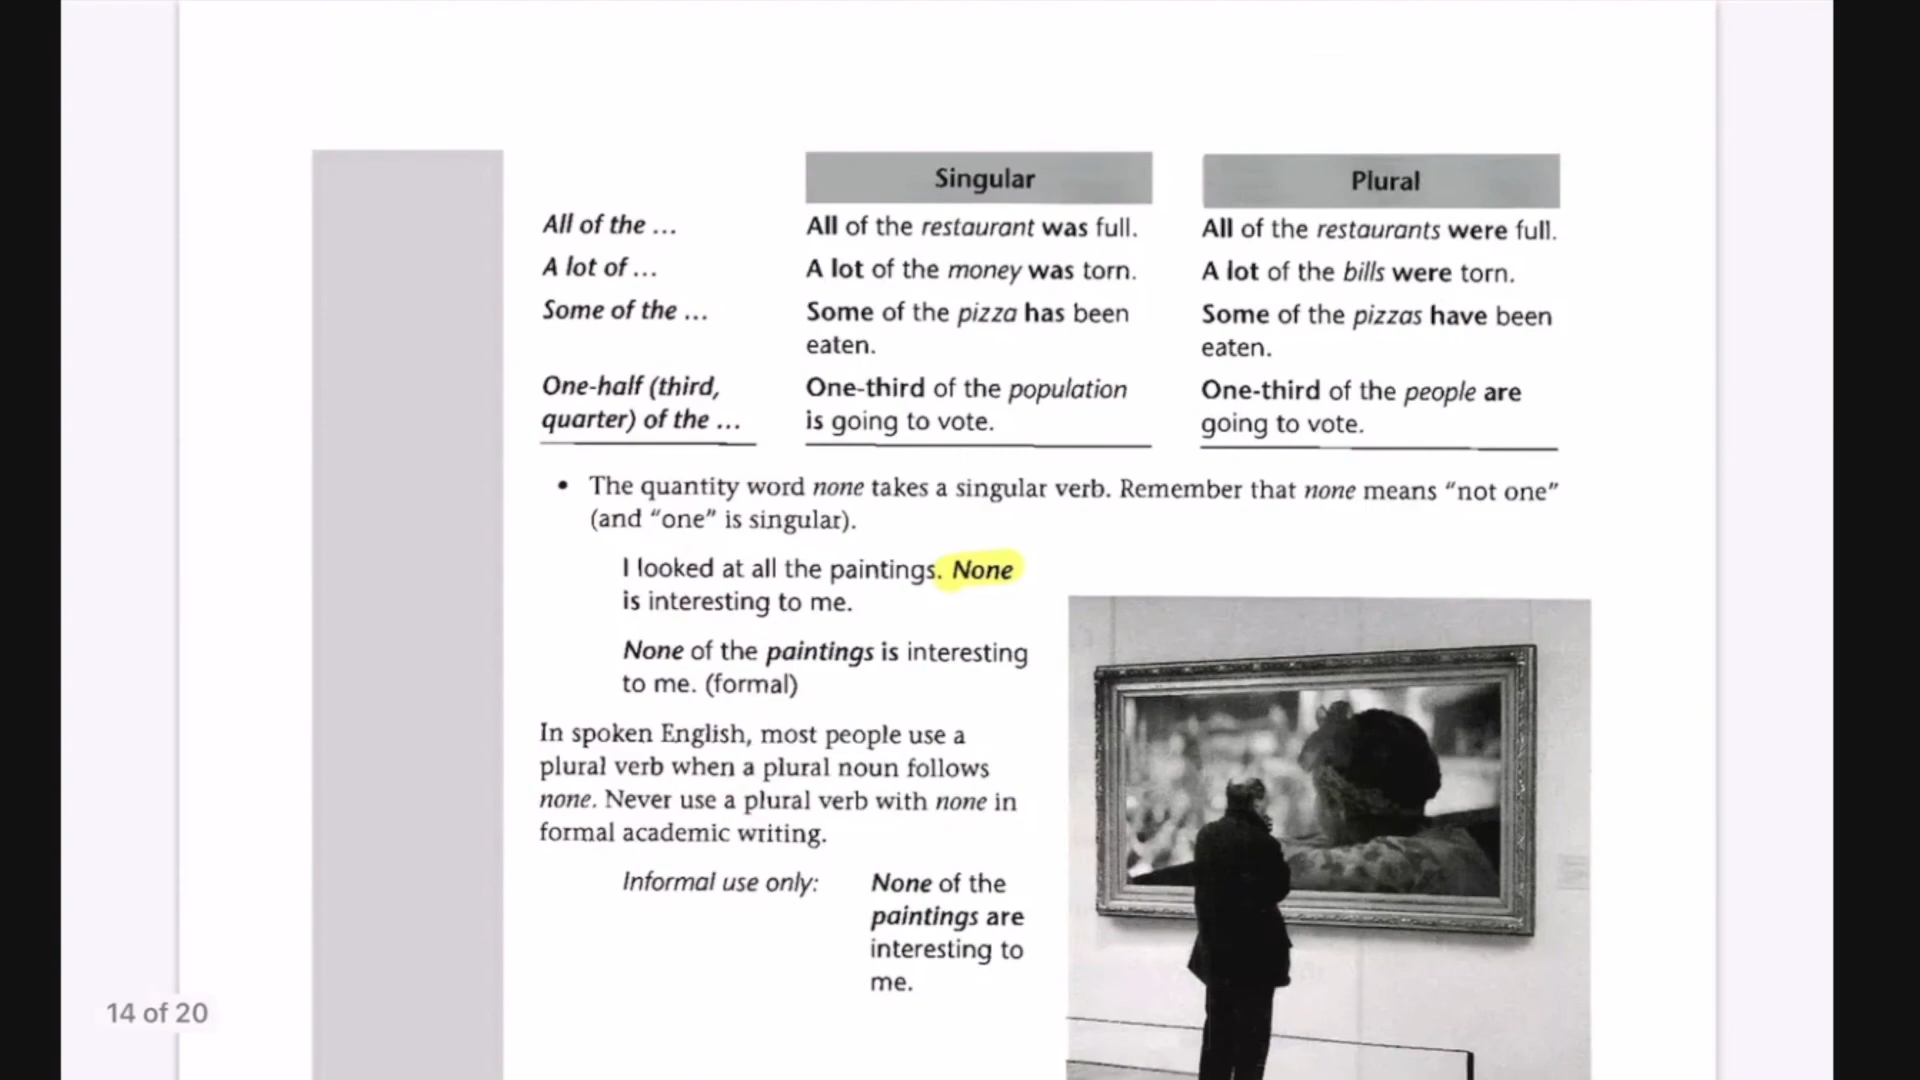 Singular
Plural
All of the ...
All of the restaurant was full.
All of the restaurants were full.
A lot of ...
A lot of the money was torn.
A lot of the bills were torn.
Some of the ...
Some of the pizza has been
eaten.
Some of the pizzas have been
eaten.
One-half (third,
quarter) of the ...
One-third of the population
is going to vote.
One-third of the people are
going to vote.
• The quantity word none takes a singular verb. Remember that none means “not one”
(and “one” is singular).
I looked at all the paintings. None
is interesting to me.
None of the paintings is interesting
to me. (formal)
In spoken English, most people use a
plural verb when a plural noun follows
none. Never use a plural verb with none in
formal academic writing.
Informal use only:
None of the
paintings are
interesting to
me.
14 of 20